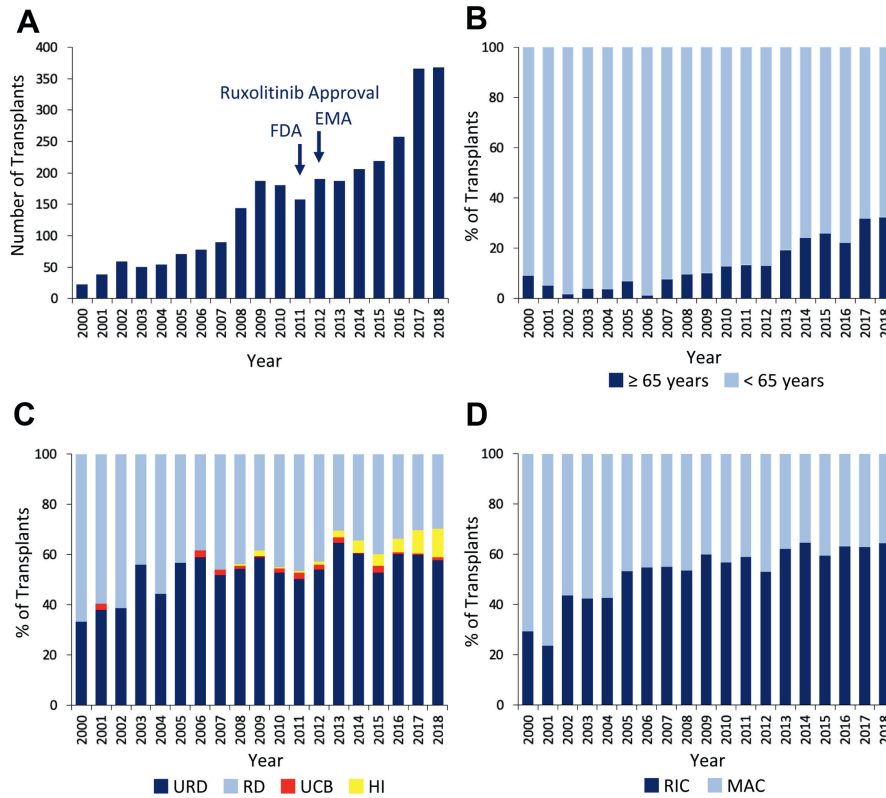 A
B
400
350
300
250
200
150
100
50
0
Number of Transplants
Ruxolitinib Approval
FDA
EMA
2000 2001 2002 2003 2004 2005 2006 2007 2008 2009 2010 2011 2012 2013 2014 2015 2016 2017 2018
Year
100
80
60
40
20
0
% of Transplants
2000 2001 2002 2003 2004 2005 2006 2007 2008 2009 2010 2011 2012 2013 2014 2015 2016 2017 2018
Year
≥ 65 years < 65 years
C
D
100
80
60
40
20
0
% of Transplants
2000 2001 2002 2003 2004 2005 2006 2007 2008 2009 2010 2011 2012 2013 2014 2015 2016 2017 2018
Year
URD RD UCB HI
100
80
60
40
20
0
% of Transplants
2000 2001 2002 2003 2004 2005 2006 2007 2008 2009 2010 2011 2012 2013 2014 2015 2016 2017 2018
Year
RIC MAC